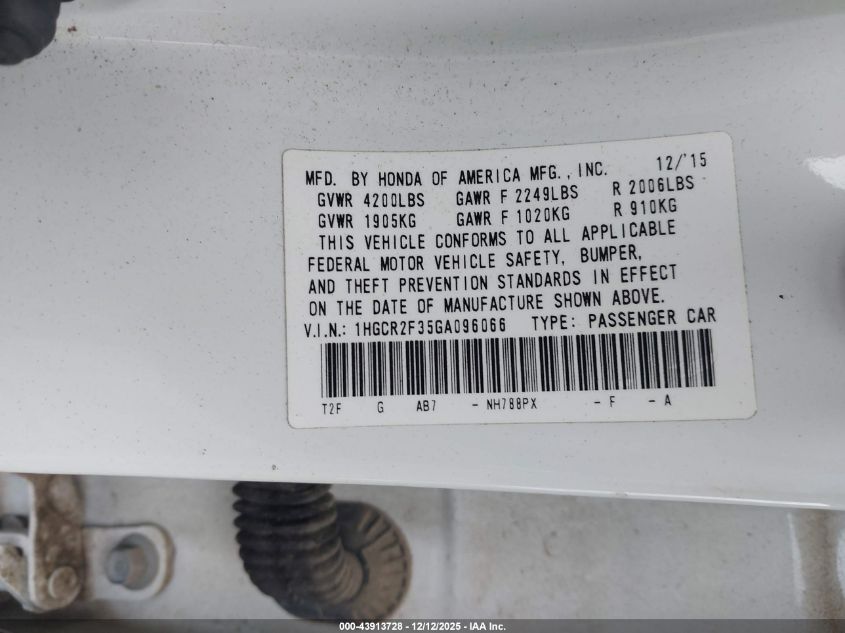 MFD. BY HONDA OF AMERICA MFG., INC. 12/'15
GVWR 4200LBS GAWR F 2249LBS R 2006LBS
GVWR 1905KG GAWR F 1020KG R 910KG
THIS VEHICLE CONFORMS TO ALL APPLICABLE
FEDERAL MOTOR VEHICLE SAFETY, BUMPER,
AND THEFT PREVENTION STANDARDS IN EFFECT
ON THE DATE OF MANUFACTURE SHOWN ABOVE.
V.I.N.: 1HGCR2F35GA096066 TYPE: PASSENGER CAR
T2F G AB7 - NH788PX - F - A
000-43913728 - 12/12/2025 - IAA Inc.